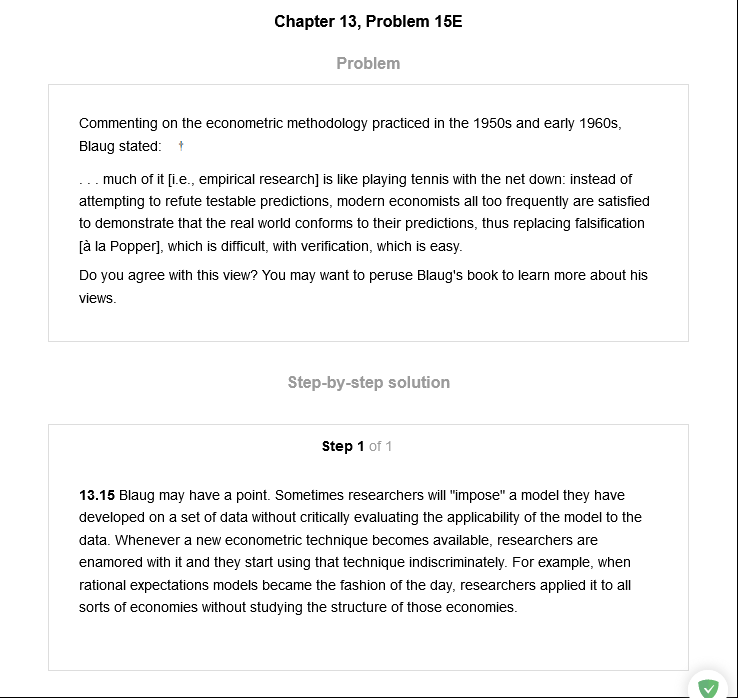 Chapter 13, Problem 15E
Problem
Commenting on the econometric methodology practiced in the 1950s and early 1960s,
Blaug stated: †
. . . much of it [i.e., empirical research] is like playing tennis with the net down: instead of
attempting to refute testable predictions, modern economists all too frequently are satisfied
to demonstrate that the real world conforms to their predictions, thus replacing falsification
[à la Popper], which is difficult, with verification, which is easy.
Do you agree with this view? You may want to peruse Blaug's book to learn more about his
views.
Step-by-step solution
Step 1 of 1
13.15 Blaug may have a point. Sometimes researchers will "impose" a model they have
developed on a set of data without critically evaluating the applicability of the model to the
data. Whenever a new econometric technique becomes available, researchers are
enamored with it and they start using that technique indiscriminately. For example, when
rational expectations models became the fashion of the day, researchers applied it to all
sorts of economies without studying the structure of those economies.